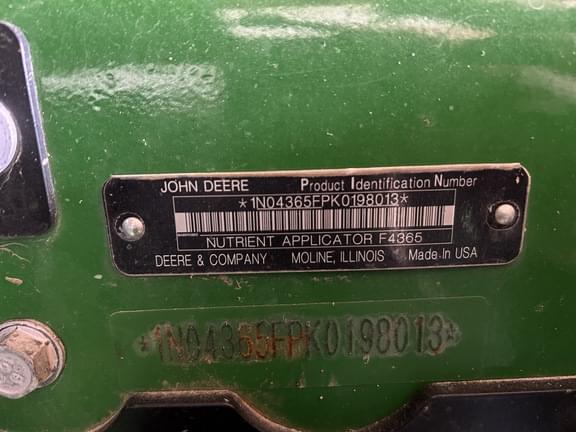 JOHN DEERE Product Identification Number
*1N04365FPK0198013*
NUTRIENT APPLICATOR F4365
DEERE & COMPANY MOLINE, ILLINOIS Made In USA
*1N04365FPK0198013*